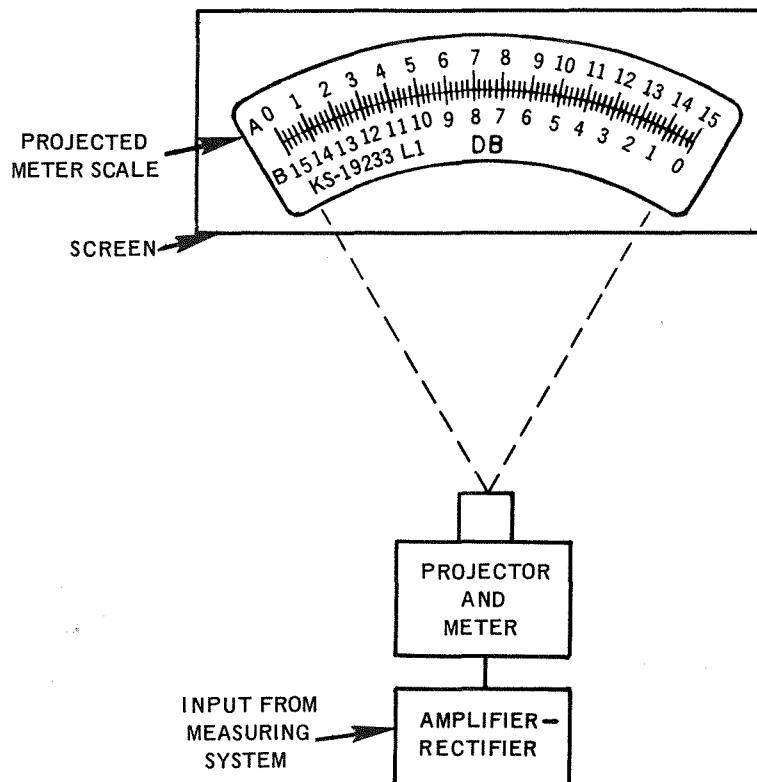 A 0 1 2 3 4 5 6 7 8 9 10 11 12 13 14 15
B 15 14 13 12 11 10 9 8 7 6 5 4 3 2 1 0
KS-19233 L1
DB
PROJECTED
METER SCALE
SCREEN
PROJECTOR
AND
METER
INPUT FROM
MEASURING
SYSTEM
AMPLIFIER–
RECTIFIER